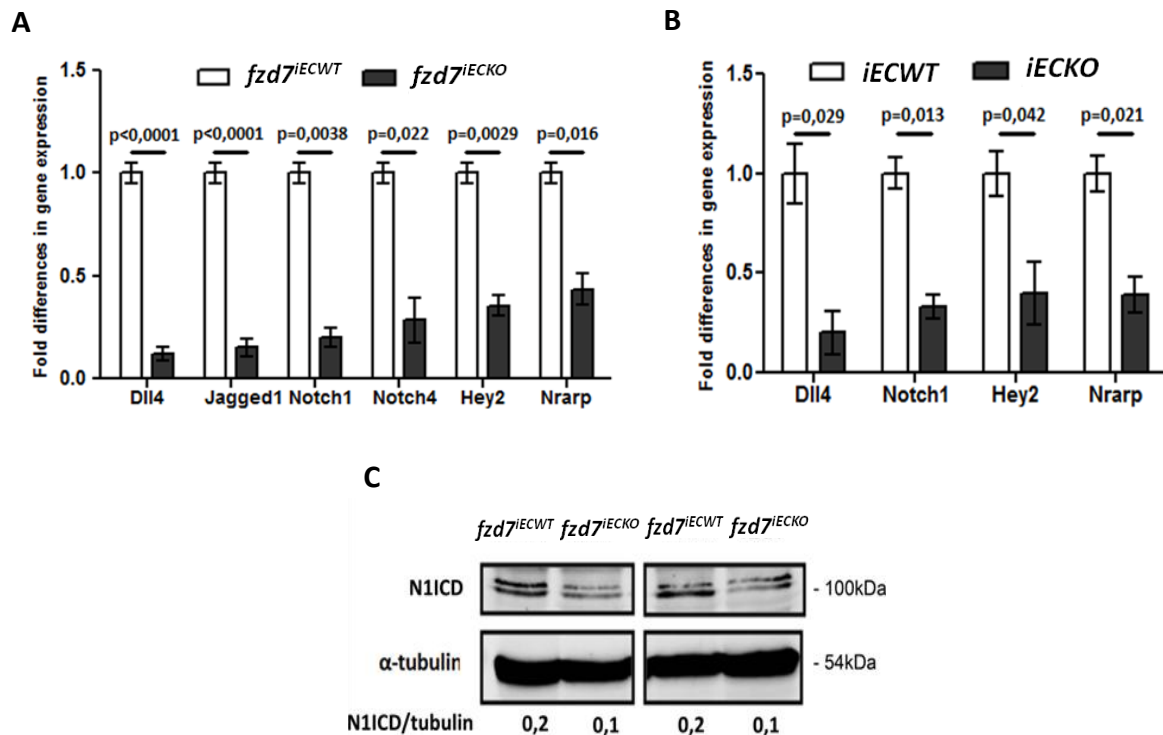 A
fzd7iECWT fzd7iECKO
Fold differences in gene expression
1.5
1.0
0.5
0.0
p<0,0001 p<0,0001 p=0,0038 p=0,022 p=0,0029 p=0,016
Dll4 Jagged1 Notch1 Notch4 Hey2 Nrarp
B
iECWT iECKO
Fold differences in gene expression
1.5
1.0
0.5
0.0
p=0,029 p=0,013 p=0,042 p=0,021
Dll4 Notch1 Hey2 Nrarp
C
fzd7iECWT fzd7iECKO fzd7iECWT fzd7iECKO
N1ICD - 100kDa
α-tubulin - 54kDa
N1ICD/tubulin 0,2 0,1 0,2 0,1